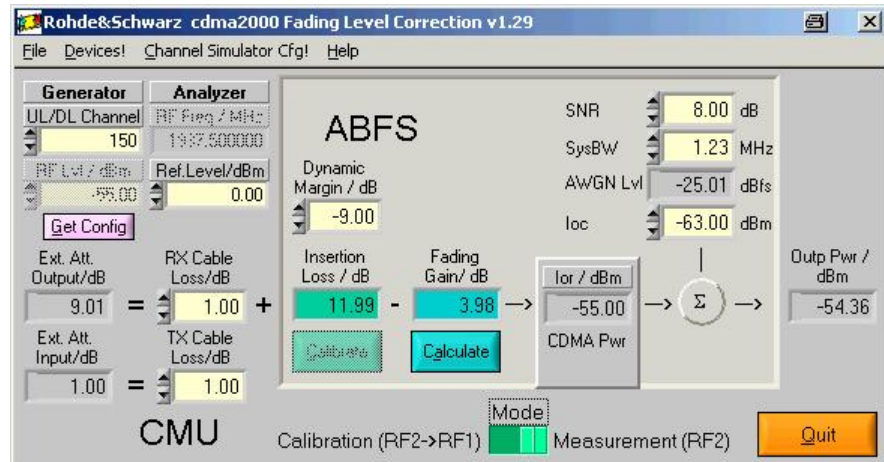 Rohde&Schwarz cdma2000 Fading Level Correction v1.29
File Devices! Channel Simulator Cfg! Help
Generator
Analyzer
UL/DL Channel
RF Freq / MHz
150
1937.500000
RF Lvl / dBm
Ref.Level/dBm
-55.00
0.00
Get Config
ABFS
Dynamic
Margin / dB
-9.00
SNR 8.00 dB
SysBW 1.23 MHz
AWGN Lvl -25.01 dBfs
Ioc -63.00 dBm
Ext. Att.
Output/dB
RX Cable
Loss/dB
Insertion
Loss / dB
Fading
Gain/ dB
Ior / dBm
Outp Pwr /
dBm
9.01 = 1.00 + 11.99 - 3.98 -> -55.00 -> Σ -> -54.36
Ext. Att.
Input/dB
TX Cable
Loss/dB
Calibrate
Calculate
CDMA Pwr
1.00 = 1.00
CMU
Mode
Calibration (RF2->RF1)
Measurement (RF2)
Quit